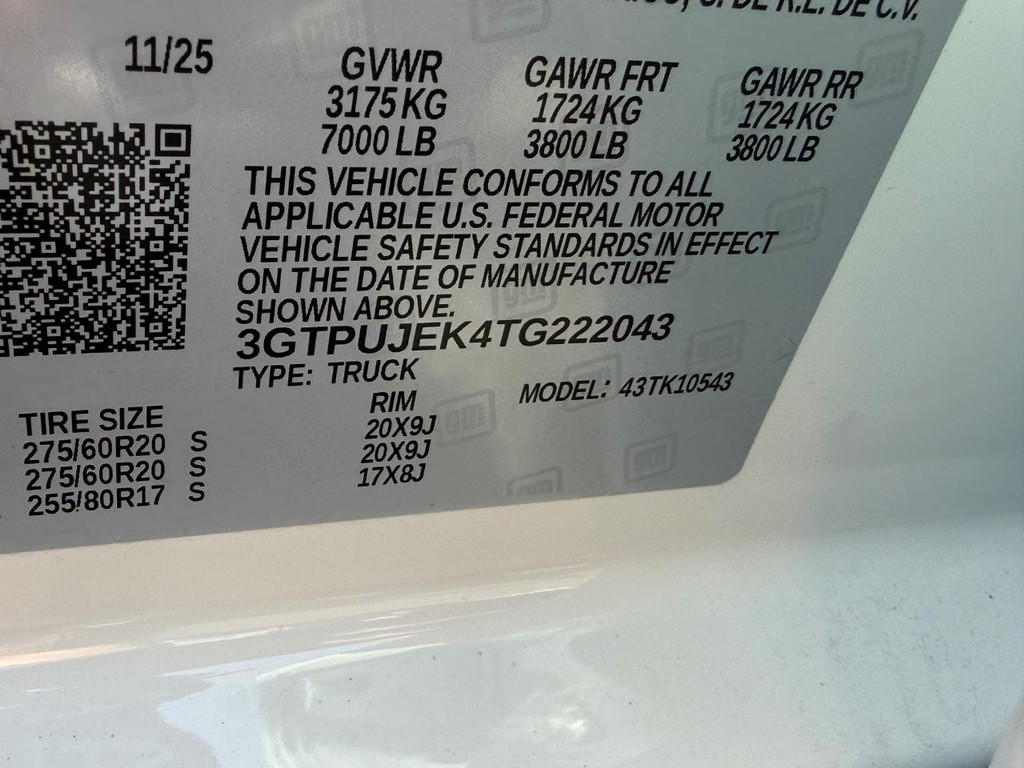 S. DE R.L. DE C.V.
11/25 GVWR GAWR FRT GAWR RR
3175 KG 1724 KG 1724 KG
7000 LB 3800 LB 3800 LB
THIS VEHICLE CONFORMS TO ALL
APPLICABLE U.S. FEDERAL MOTOR
VEHICLE SAFETY STANDARDS IN EFFECT
ON THE DATE OF MANUFACTURE
SHOWN ABOVE.
3GTPUJEK4TG222043
TYPE: TRUCK MODEL: 43TK10543
TIRE SIZE RIM
275/60R20 S 20X9J
275/60R20 S 20X9J
255/80R17 S 17X8J